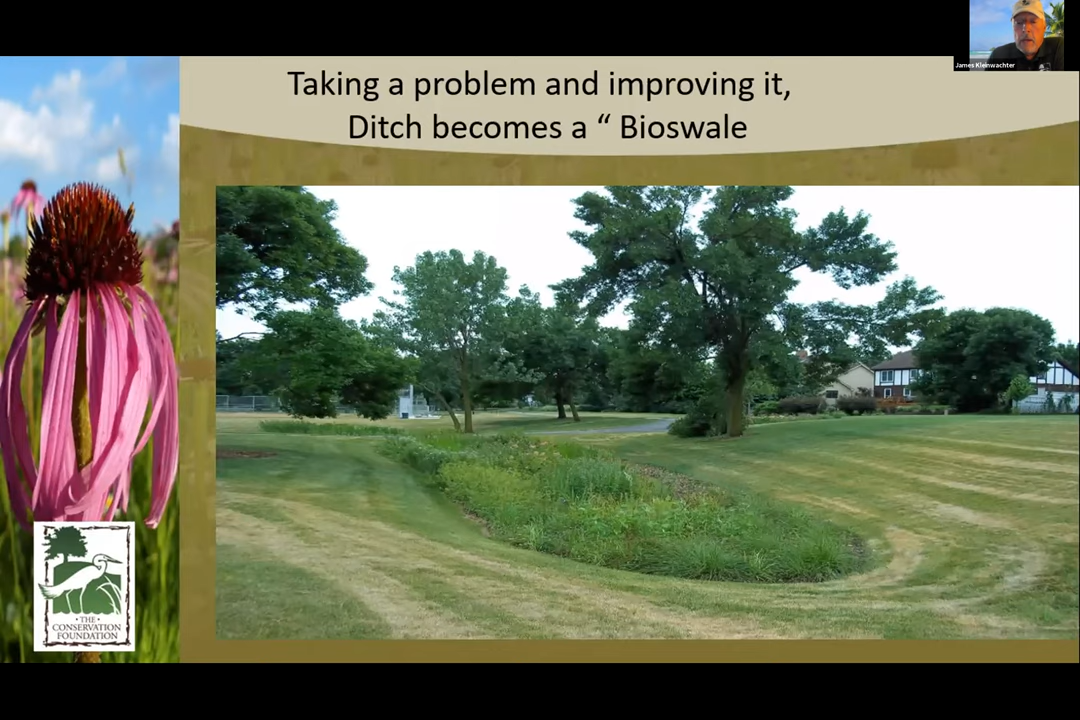 James Kleinwachter
Taking a problem and improving it,
Ditch becomes a “ Bioswale
• THE •
CONSERVATION
FOUNDATION